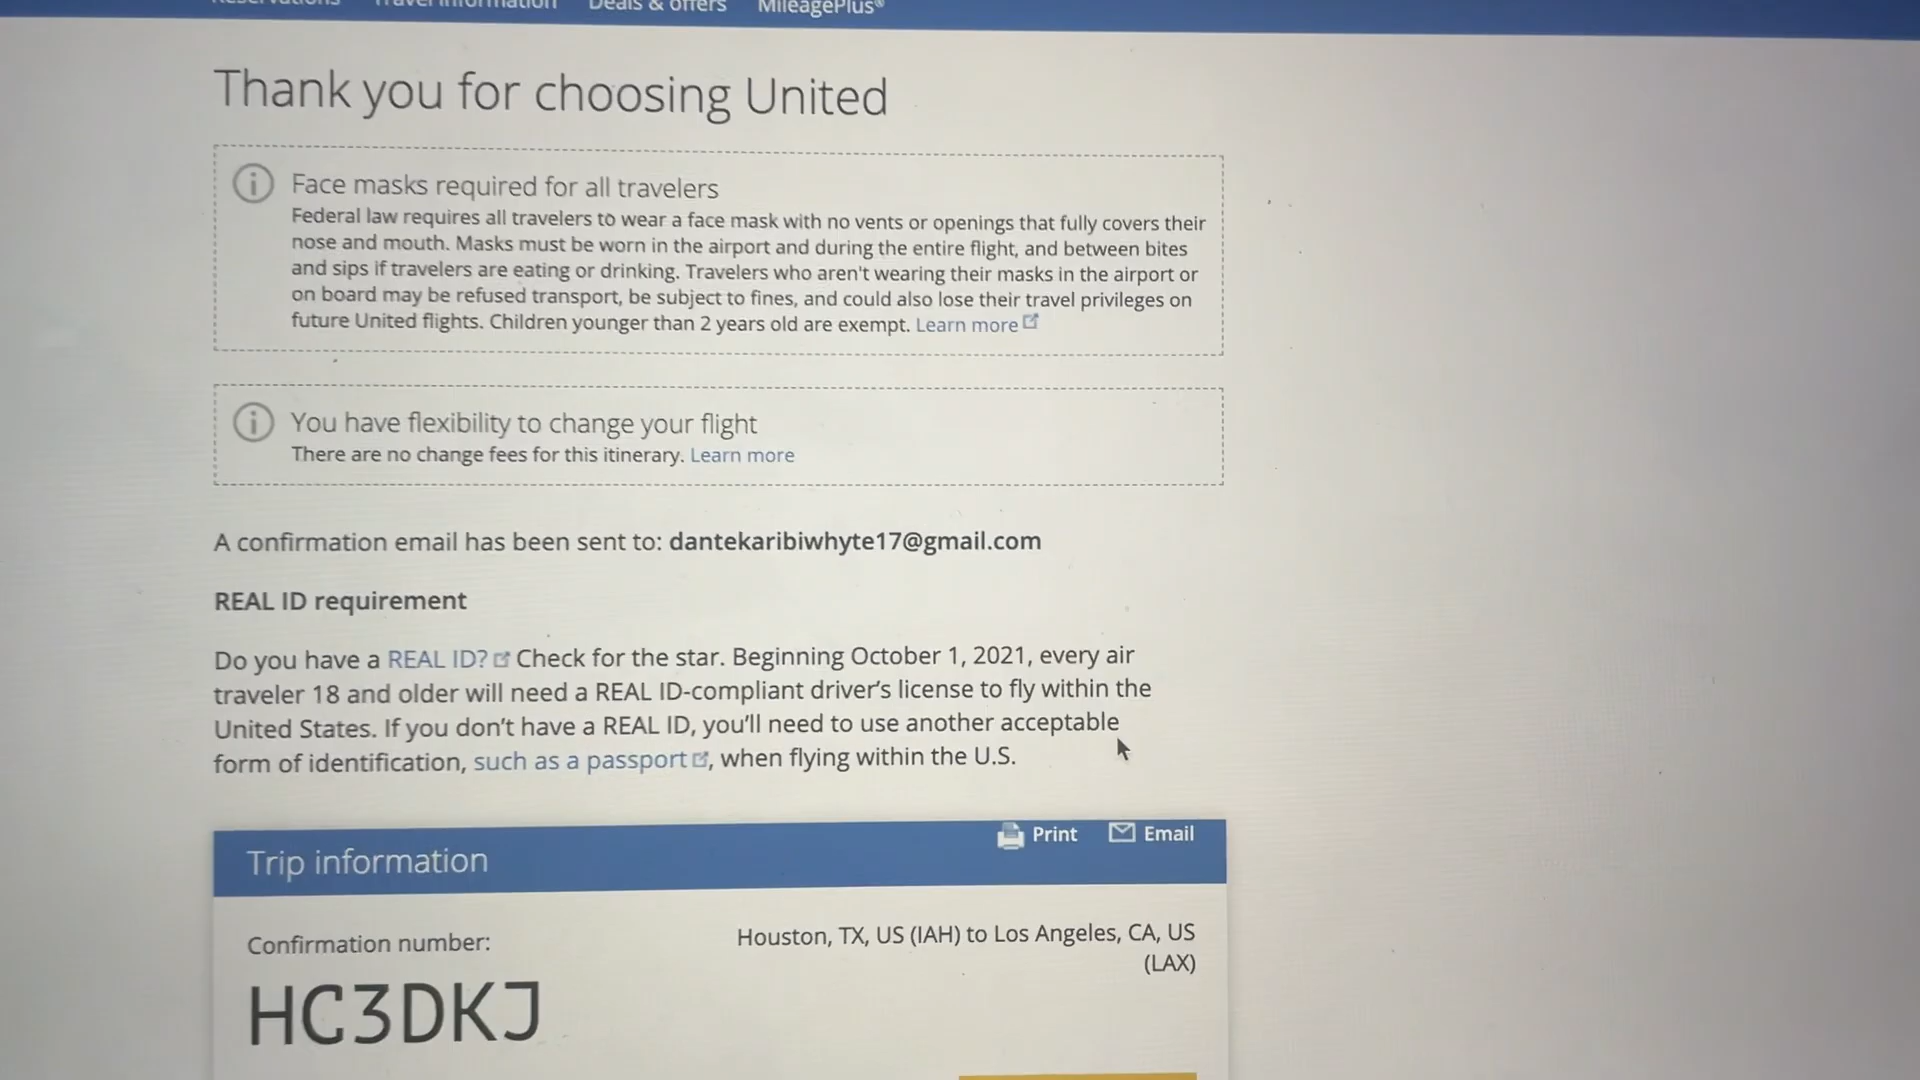 Reservations Travel information Deals & offers MileagePlus®
Thank you for choosing United
Face masks required for all travelers
Federal law requires all travelers to wear a face mask with no vents or openings that fully covers their
nose and mouth. Masks must be worn in the airport and during the entire flight, and between bites
and sips if travelers are eating or drinking. Travelers who aren't wearing their masks in the airport or
on board may be refused transport, be subject to fines, and could also lose their travel privileges on
future United flights. Children younger than 2 years old are exempt. Learn more
You have flexibility to change your flight
There are no change fees for this itinerary. Learn more
A confirmation email has been sent to: dantekaribiwhyte17@gmail.com
REAL ID requirement
Do you have a REAL ID? Check for the star. Beginning October 1, 2021, every air
traveler 18 and older will need a REAL ID-compliant driver's license to fly within the
United States. If you don't have a REAL ID, you'll need to use another acceptable
form of identification, such as a passport, when flying within the U.S.
Print Email
Trip information
Confirmation number:
Houston, TX, US (IAH) to Los Angeles, CA, US
(LAX)
HC3DKJ